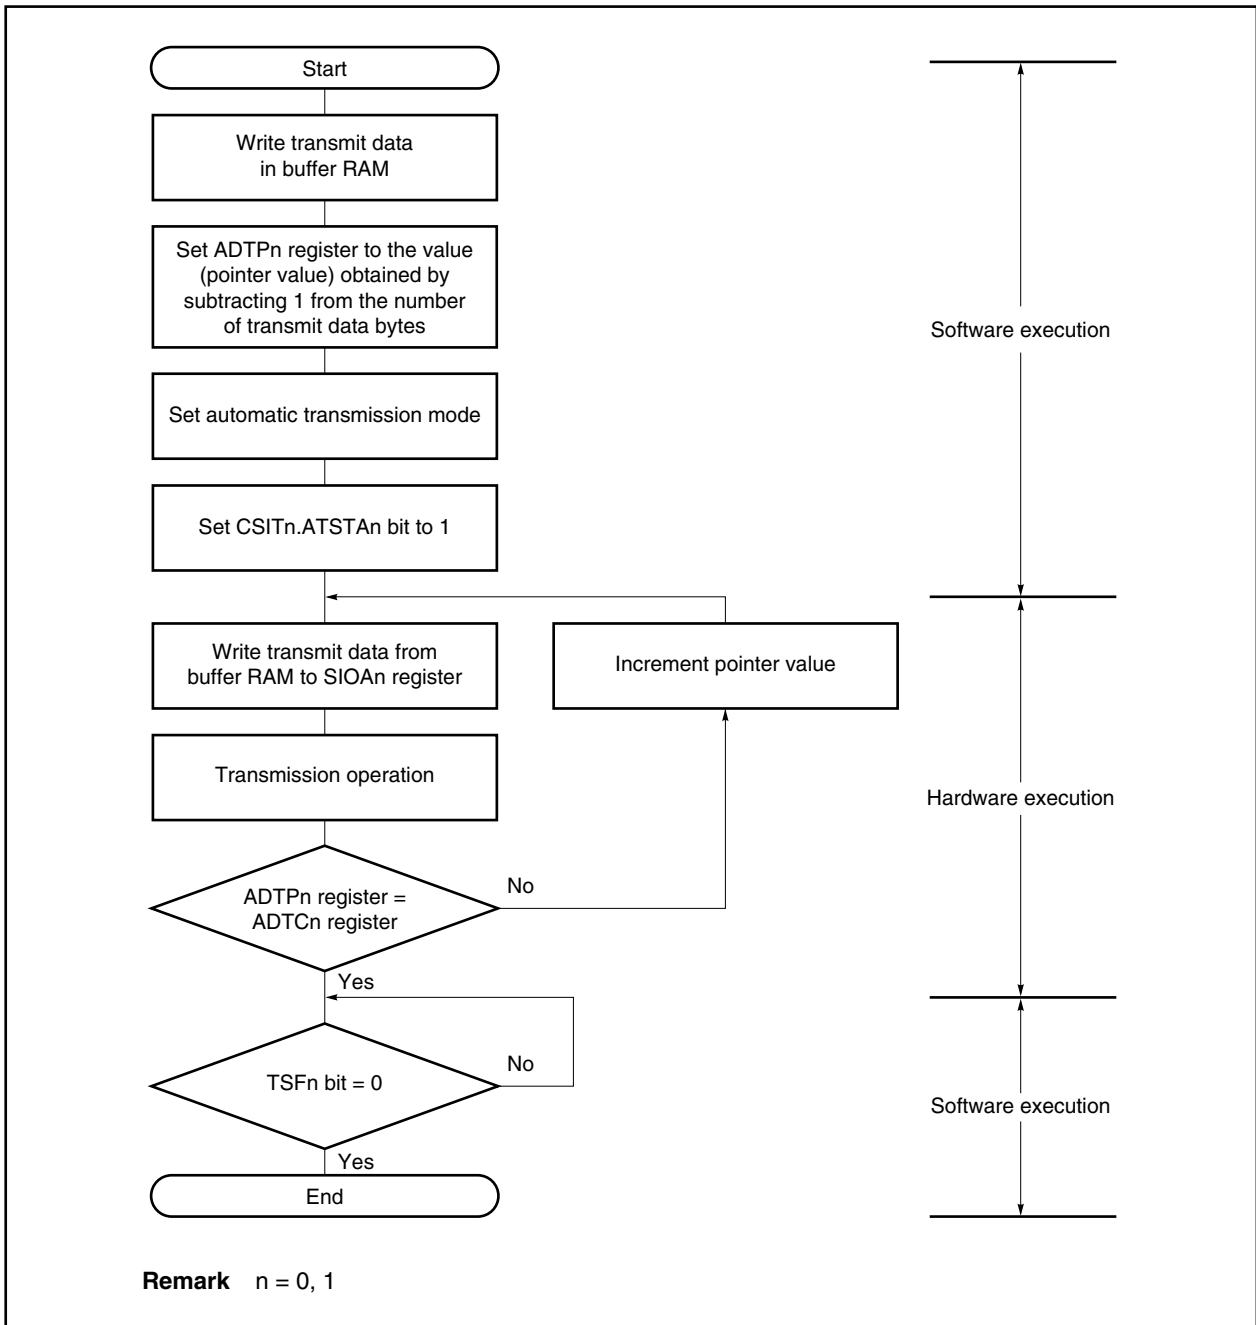 Start
Write transmit data
in buffer RAM
Set ADTPn register to the value
(pointer value) obtained by
subtracting 1 from the number
of transmit data bytes
Software execution
Set automatic transmission mode
Set CSITn.ATSTAn bit to 1
Write transmit data from
buffer RAM to SIOAn register
Increment pointer value
Transmission operation
Hardware execution
ADTPn register =
ADTCn register
No
Yes
TSFn bit = 0
No
Software execution
Yes
End
Remark n = 0, 1